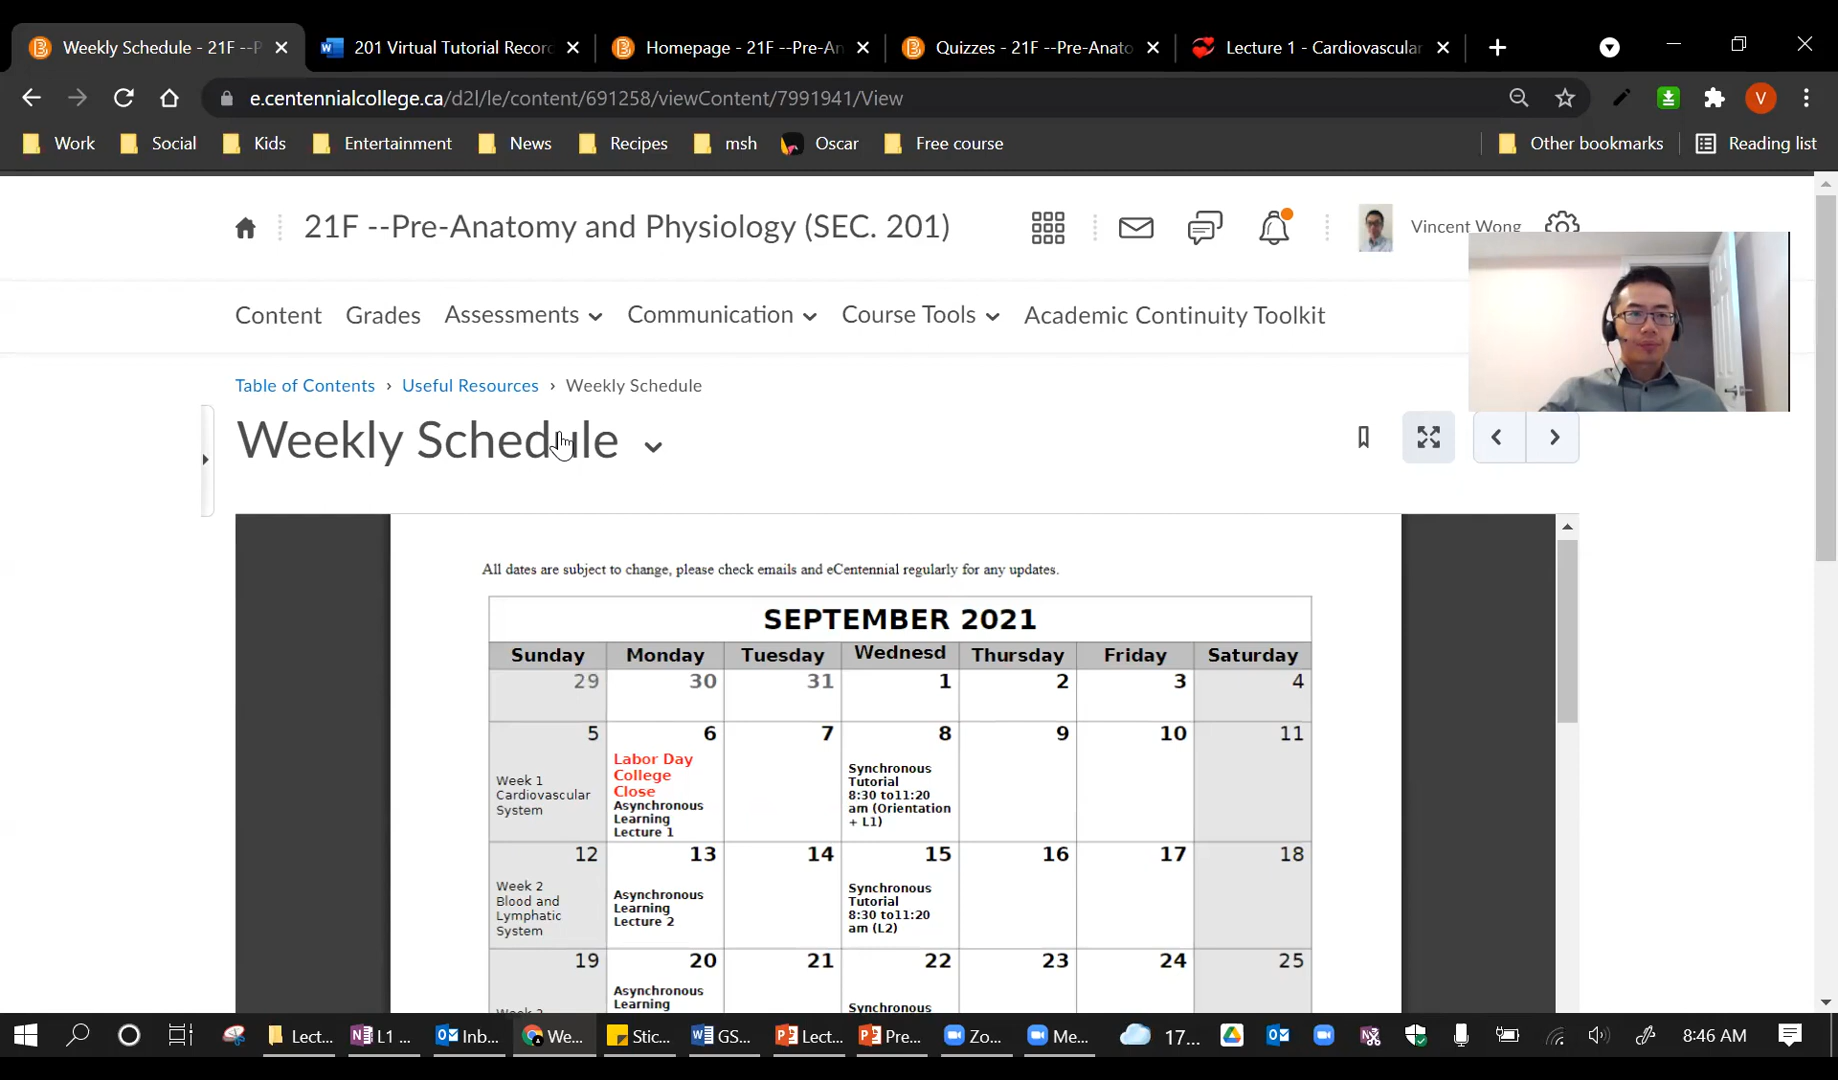 Weekly Schedule - 21F --P
201 Virtual Tutorial Recor
Homepage - 21F --Pre-An
Quizzes - 21F --Pre-Anato
Lecture 1 - Cardiovascular
e.centennialcollege.ca/d2l/le/content/691258/viewContent/7991941/View
V
Work Social Kids Entertainment News Recipes msh Oscar Free course Other bookmarks Reading list
21F --Pre-Anatomy and Physiology (SEC. 201)
Vincent Wong
Content Grades Assessments Communication Course Tools Academic Continuity Toolkit
Table of Contents › Useful Resources › Weekly Schedule
Weekly Schedule
All dates are subject to change, please check emails and eCentennial regularly for any updates.
SEPTEMBER 2021
Sunday Monday Tuesday Wednesd Thursday Friday Saturday
29 30 31 1 2 3 4
5 6 7 8 9 10 11
Week 1
Cardiovascular
System
Labor Day
College
Close
Asynchronous
Learning
Lecture 1
Synchronous
Tutorial
8:30 to11:20
am (Orientation
+ L1)
12 13 14 15 16 17 18
Week 2
Blood and
Lymphatic
System
Asynchronous
Learning
Lecture 2
Synchronous
Tutorial
8:30 to11:20
am (L2)
19 20 21 22 23 24 25
Asynchronous
Learning
Synchronous
Lect... L1 ... Inb... We... Stic... GS... Lect... Pre... Zo... Me... 17... 8:46 AM